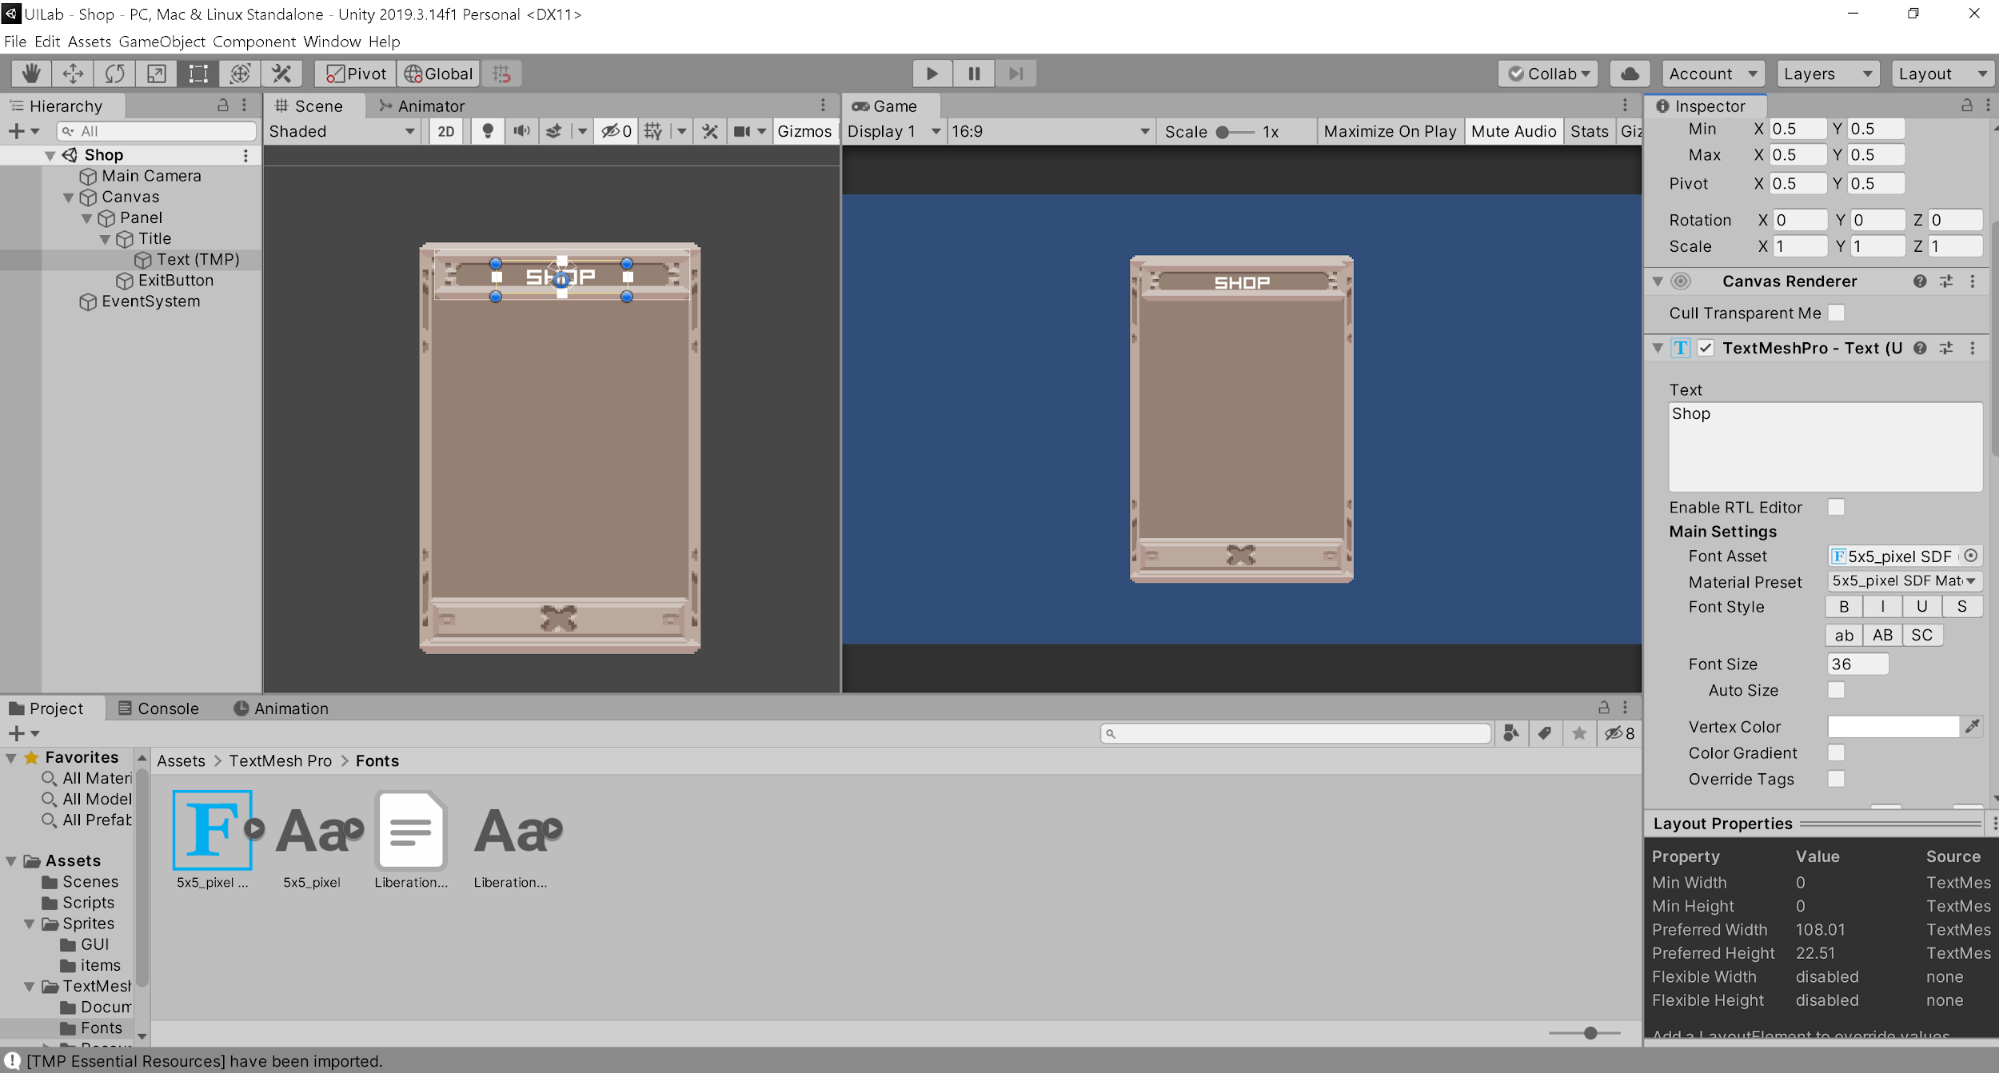 UILab - Shop - PC, Mac & Linux Standalone - Unity 2019.3.14f1 Personal <DX11>
File Edit Assets GameObject Component Window Help
Pivot Global Collab Account Layers Layout
Hierarchy
All
Shop
Main Camera
Canvas
Panel
Title
Text (TMP)
ExitButton
EventSystem
Scene Animator
Shaded 2D 0 Gizmos
SHOP
Game
Display 1 16:9 Scale 1x Maximize On Play Mute Audio Stats Giz
SHOP
Inspector
Min X 0.5 Y 0.5
Max X 0.5 Y 0.5
Pivot X 0.5 Y 0.5
Rotation X 0 Y 0 Z 0
Scale X 1 Y 1 Z 1
Canvas Renderer
Cull Transparent Me
TextMeshPro - Text (U
Text
Shop
Enable RTL Editor
Main Settings
Font Asset F 5x5_pixel SDF
Material Preset 5x5_pixel SDF Mat
Font Style B I U S
ab AB SC
Font Size 36
Auto Size
Vertex Color
Color Gradient
Override Tags
Layout Properties
Property Value Source
Min Width 0 TextMes
Min Height 0 TextMes
Preferred Width 108.01 TextMes
Preferred Height 22.51 TextMes
Flexible Width disabled none
Flexible Height disabled none
Add a LayoutElement to override values
Project Console Animation
8
Favorites
All Materi
All Model
All Prefab
Assets
Scenes
Scripts
Sprites
GUI
items
TextMesh
Docum
Fonts
Assets > TextMesh Pro > Fonts
F Aa Aa
5x5_pixel ... 5x5_pixel Liberation... Liberation...
[TMP Essential Resources] have been imported.